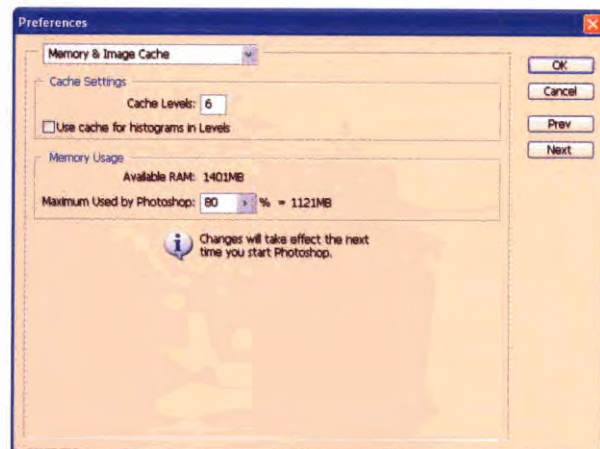 Preferences
Memory & Image Cache
OK
Cancel
Prev
Next
Cache Settings
Cache Levels: 6
Use cache for histograms in Levels
Memory Usage
Available RAM: 1401MB
Maximum Used by Photoshop: 80 % = 1121MB
Changes will take effect the next
time you start Photoshop.